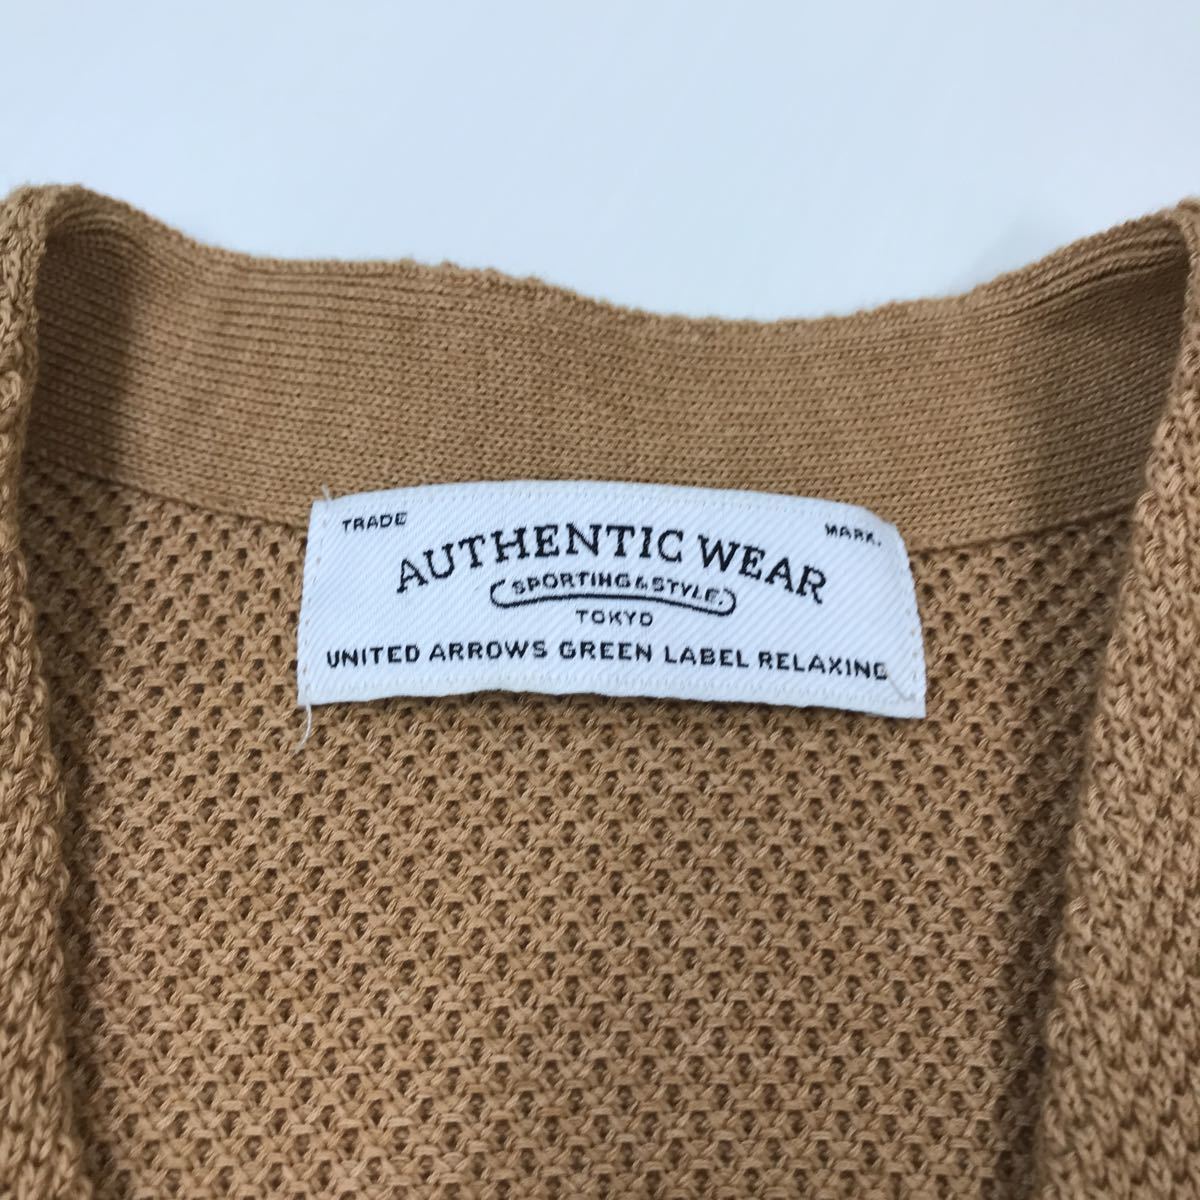 TRADE MARK.
AUTHENTIC WEAR
SPORTING & STYLE.
TOKYO
UNITED ARROWS GREEN LABEL RELAXING